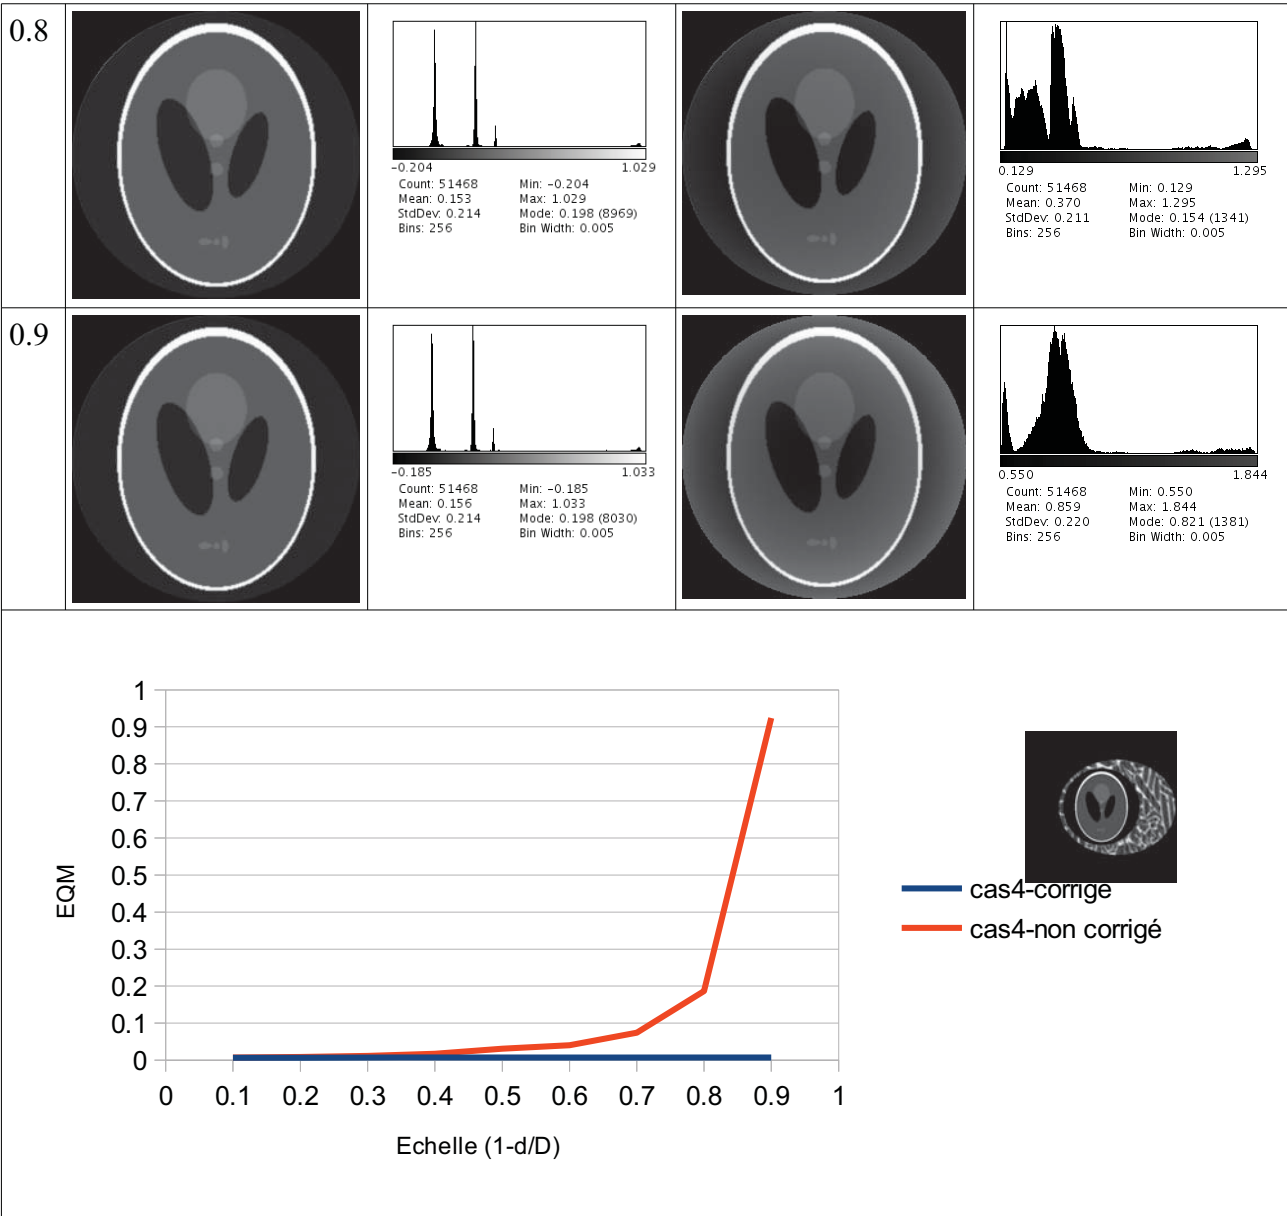 0.8
-0.204 1.029
Count: 51468 Min: -0.204
Mean: 0.153 Max: 1.029
StdDev: 0.214 Mode: 0.198 (8969)
Bins: 256 Bin Width: 0.005
0.129 1.295
Count: 51468 Min: 0.129
Mean: 0.370 Max: 1.295
StdDev: 0.211 Mode: 0.154 (1341)
Bins: 256 Bin Width: 0.005
0.9
-0.185 1.033
Count: 51468 Min: -0.185
Mean: 0.156 Max: 1.033
StdDev: 0.214 Mode: 0.198 (8030)
Bins: 256 Bin Width: 0.005
0.550 1.844
Count: 51468 Min: 0.550
Mean: 0.859 Max: 1.844
StdDev: 0.220 Mode: 0.821 (1381)
Bins: 256 Bin Width: 0.005
1
0.9
0.8
0.7
0.6
0.5
0.4
0.3
0.2
0.1
0
EQM
0 0.1 0.2 0.3 0.4 0.5 0.6 0.7 0.8 0.9 1
Echelle (1-d/D)
cas4-corrigé
cas4-non corrigé